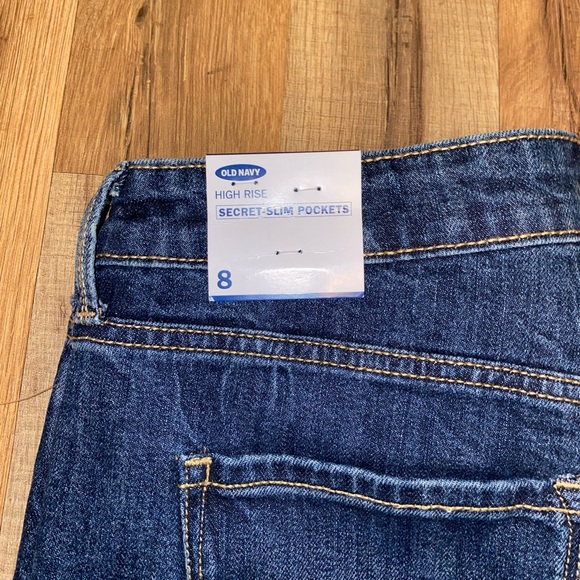 OLD NAVY
HIGH RISE
SECRET-SLIM POCKETS
8